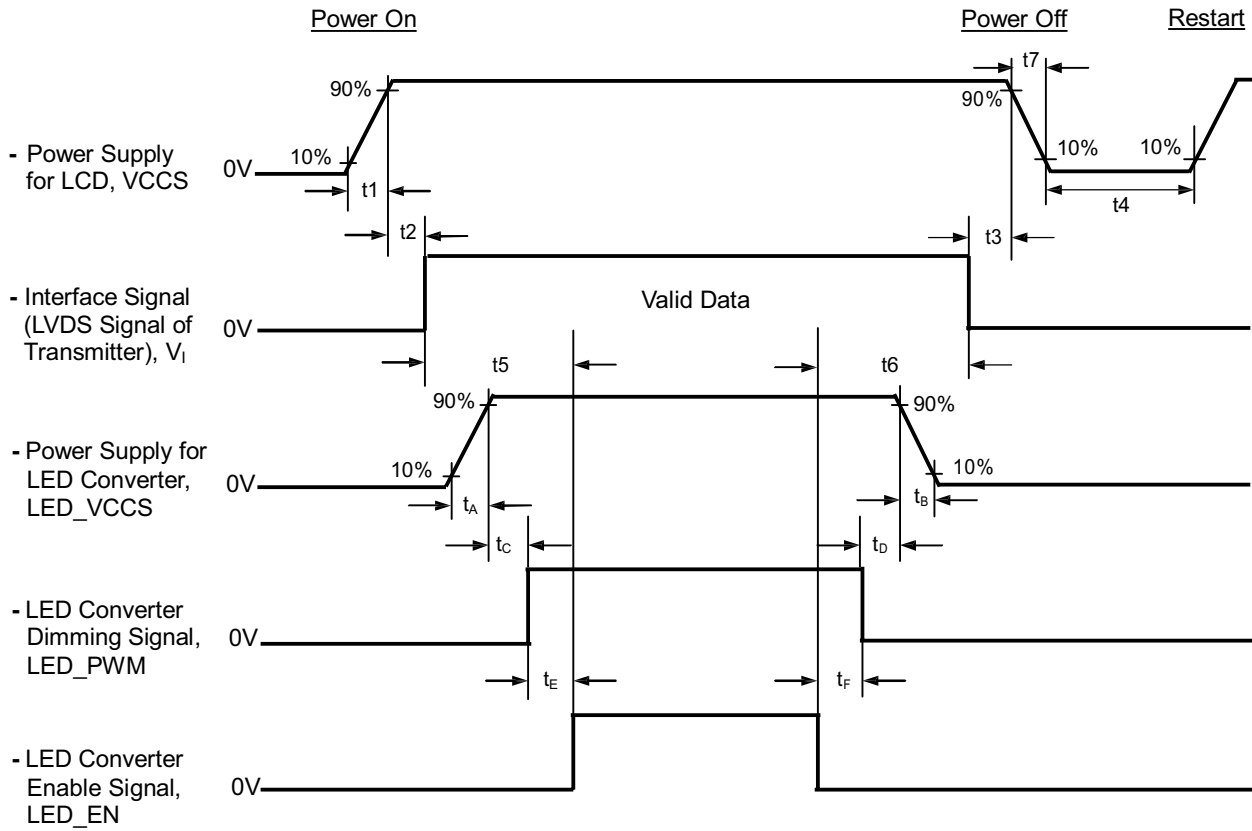 Power On
Power Off
Restart
t7
90%
90%
- Power Supply
for LCD, VCCS
0V
10%
10%
10%
t1
t4
t2
t3
- Interface Signal
(LVDS Signal of
Transmitter), VI
0V
Valid Data
t5
t6
90%
90%
- Power Supply for
LED Converter,
LED_VCCS
0V
10%
10%
tA
tB
tC
tD
- LED Converter
Dimming Signal,
LED_PWM
0V
tE
tF
- LED Converter
Enable Signal,
LED_EN
0V